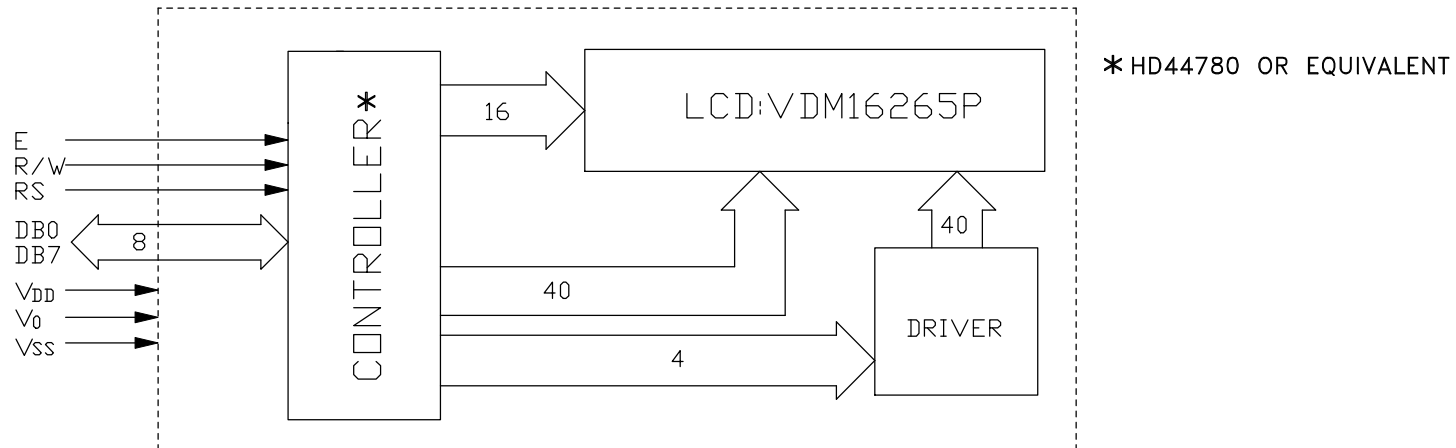 * HD44780 OR EQUIVALENT
LCD:VDM16265P
CONTROLLER*
16
E
R/W
RS
DB0
DB7
8
40
40
VDD
V0
VSS
DRIVER
4